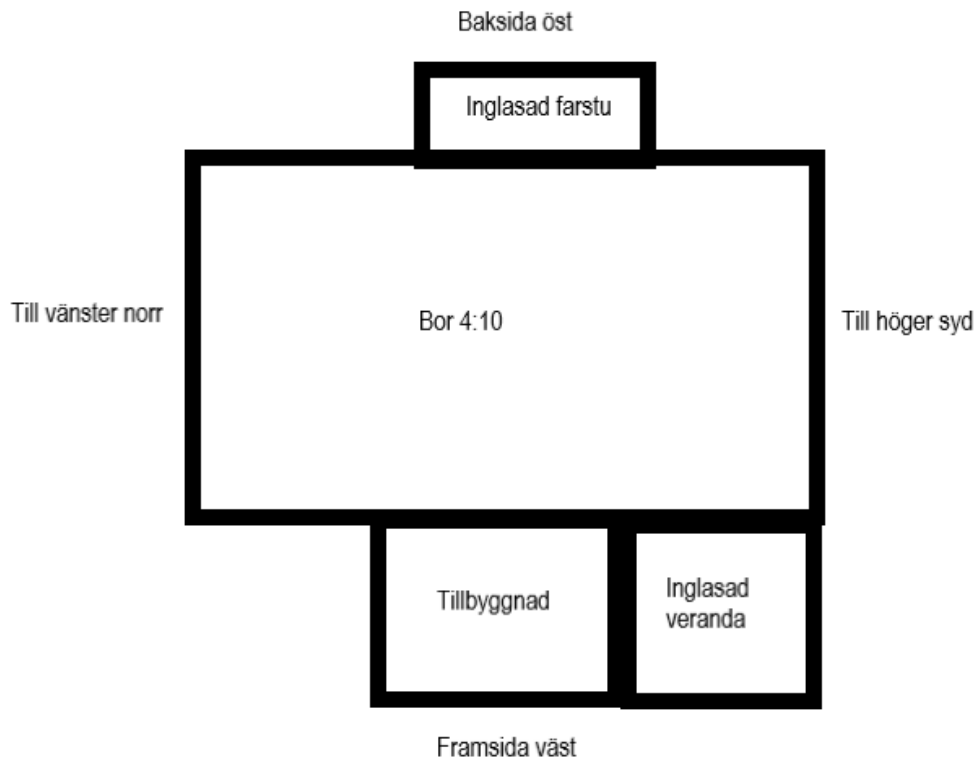 Baksida öst
Inglasad farstu
Till vänster norr
Bor 4:10
Till höger syd
Tillbyggnad
Inglasad
veranda
Framsida väst